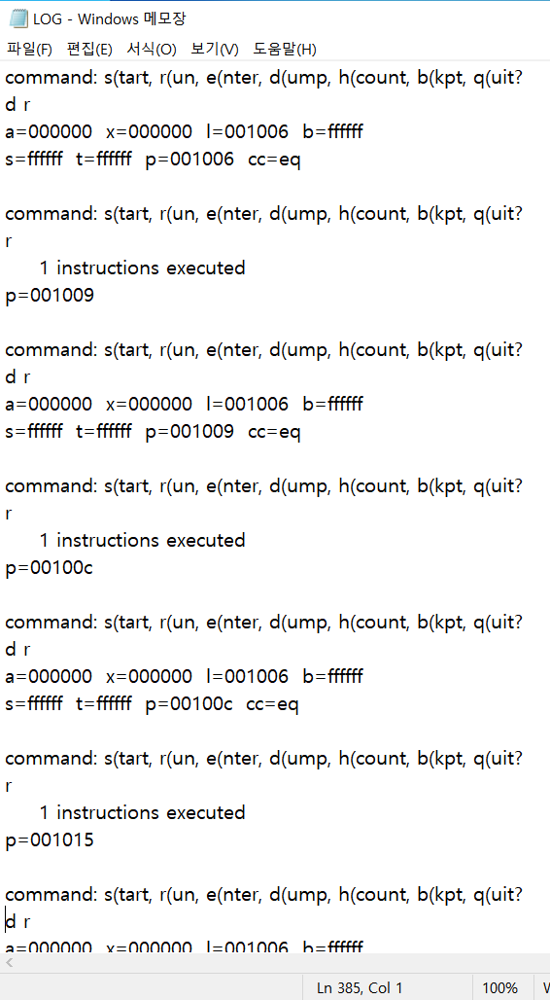 LOG - Windows 메모장
파일(F) 편집(E) 서식(O) 보기(V) 도움말(H)
command: s(tart, r(un, e(nter, d(ump, h(count, b(kpt, q(uit?
d r
a=000000 x=000000 l=001006 b=ffffff
s=ffffff t=ffffff p=001006 cc=eq
command: s(tart, r(un, e(nter, d(ump, h(count, b(kpt, q(uit?
r
1 instructions executed
p=001009
command: s(tart, r(un, e(nter, d(ump, h(count, b(kpt, q(uit?
d r
a=000000 x=000000 l=001006 b=ffffff
s=ffffff t=ffffff p=001009 cc=eq
command: s(tart, r(un, e(nter, d(ump, h(count, b(kpt, q(uit?
r
1 instructions executed
p=00100c
command: s(tart, r(un, e(nter, d(ump, h(count, b(kpt, q(uit?
d r
a=000000 x=000000 l=001006 b=ffffff
s=ffffff t=ffffff p=00100c cc=eq
command: s(tart, r(un, e(nter, d(ump, h(count, b(kpt, q(uit?
r
1 instructions executed
p=001015
command: s(tart, r(un, e(nter, d(ump, h(count, b(kpt, q(uit?
d r
a=000000 x=000000 l=001006 b=ffffff
Ln 385, Col 1 100%